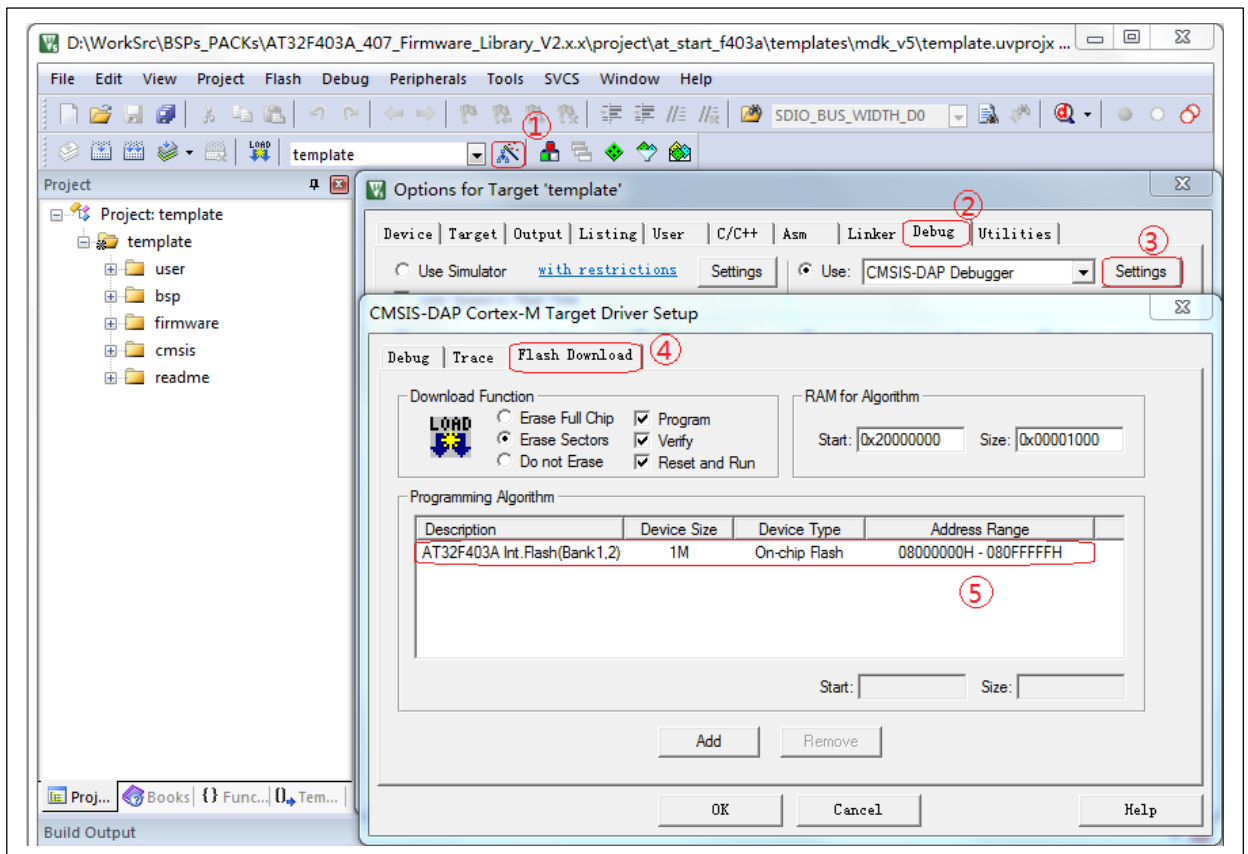 D:\WorkSrc\BSPs_PACKs\AT32F403A_407_Firmware_Library_V2.x.x\project\at_start_f403a\templates\mdk_v5\template.uvprojx ...
File Edit View Project Flash Debug Peripherals Tools SVCS Window Help
SDIO_BUS_WIDTH_D0
①
LOAD template
Project
Project: template
template
user
bsp
firmware
cmsis
readme
Proj... Books {} Func... Tem...
Build Output
Options for Target 'template'
②
Device Target Output Listing User C/C++ Asm Linker Debug Utilities
③
Use Simulator with restrictions Settings Use: CMSIS-DAP Debugger Settings
CMSIS-DAP Cortex-M Target Driver Setup
Debug Trace Flash Download ④
Download Function
LOAD
Erase Full Chip Program
Erase Sectors Verify
Do not Erase Reset and Run
RAM for Algorithm
Start: 0x20000000 Size: 0x00001000
Programming Algorithm
Description Device Size Device Type Address Range
AT32F403A Int.Flash(Bank1,2) 1M On-chip Flash 08000000H - 080FFFFFH
⑤
Start: Size:
Add Remove
OK Cancel Help